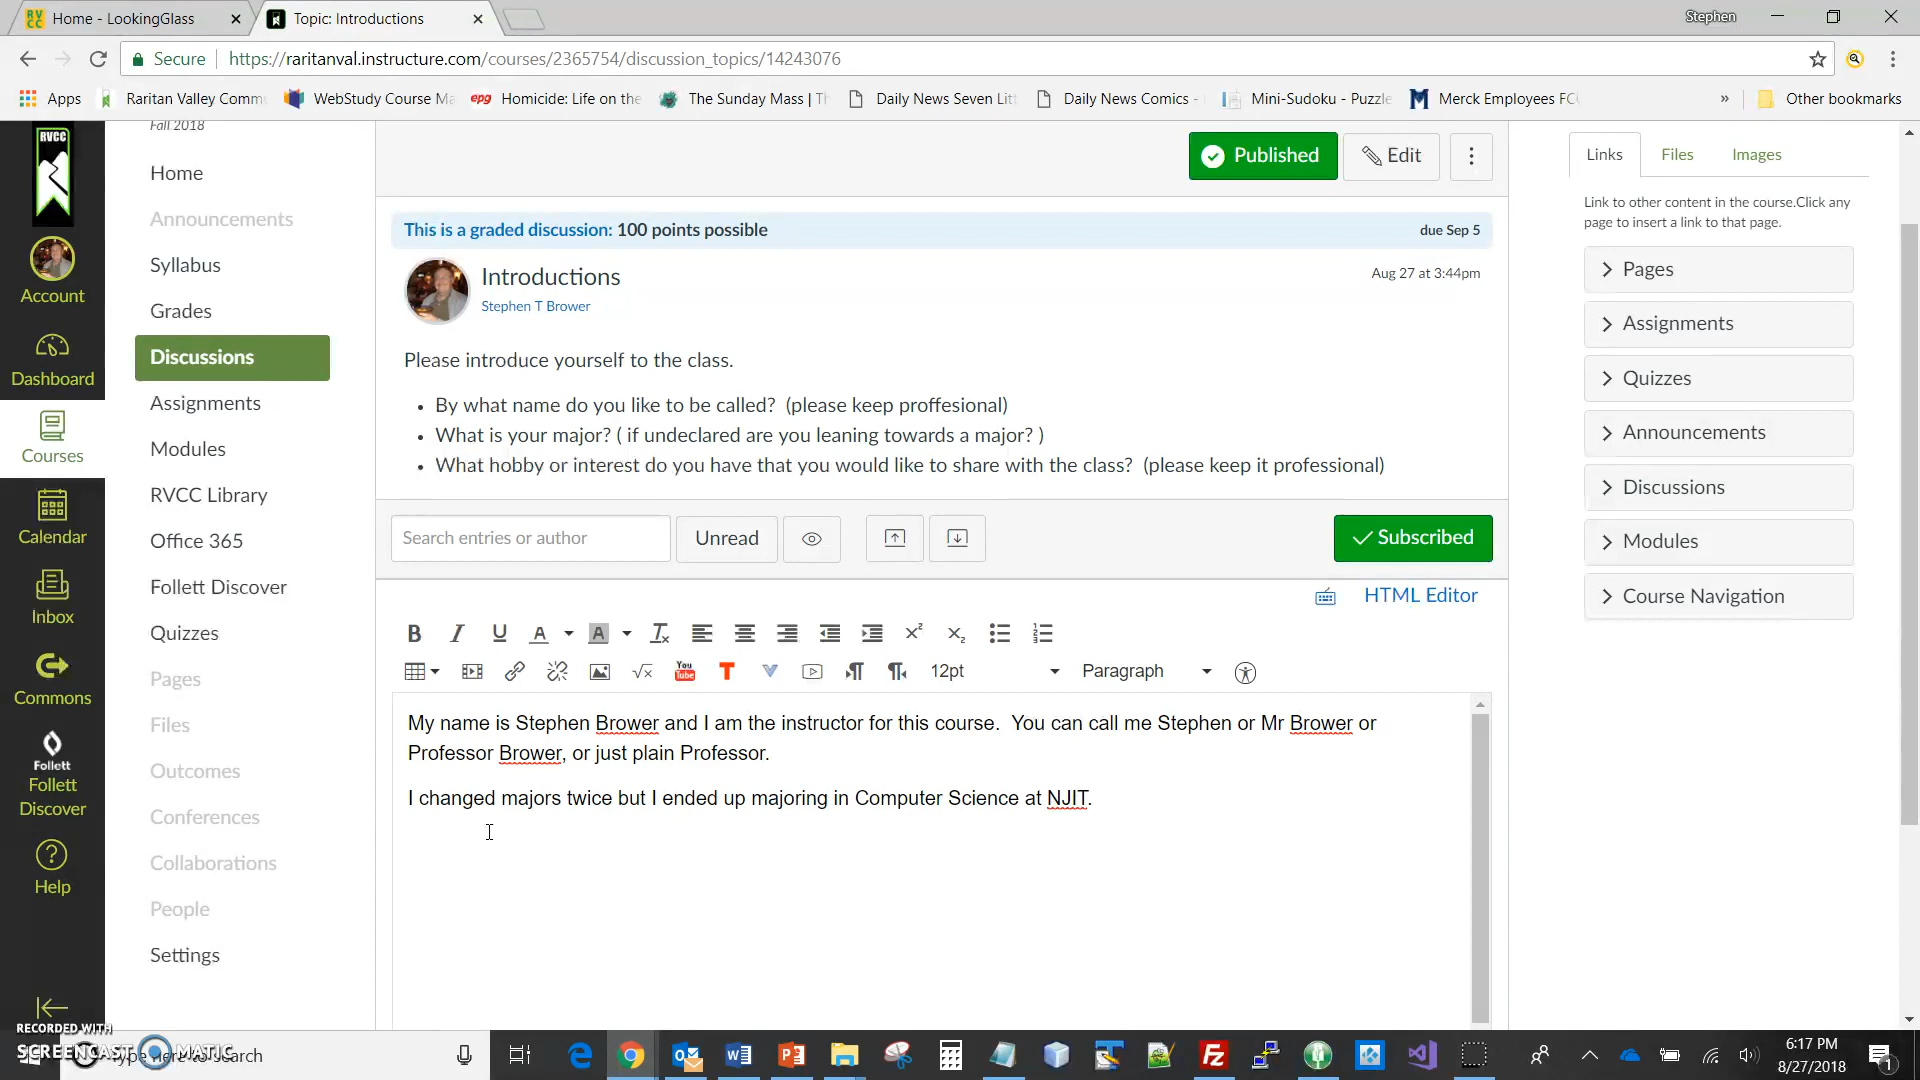 Home - LookingGlass
Topic: Introductions
Stephen
Secure
https://raritanval.instructure.com/courses/2365754/discussion_topics/14243076
Apps
Raritan Valley Comm
WebStudy Course Ma
epg
Homicide: Life on the
The Sunday Mass | T
Daily News Seven Litt
Daily News Comics -
Mini-Sudoku - Puzzle
Merck Employees FC
»
Other bookmarks
RVCC
Account
Dashboard
Courses
Calendar
Inbox
Commons
Follett
Follett
Discover
Help
Fall 2018
Home
Announcements
Syllabus
Grades
Discussions
Assignments
Modules
RVCC Library
Office 365
Follett Discover
Quizzes
Pages
Files
Outcomes
Conferences
Collaborations
People
Settings
Published
Edit
This is a graded discussion: 100 points possible
due Sep 5
Introductions
Stephen T Brower
Aug 27 at 3:44pm
Please introduce yourself to the class.
• By what name do you like to be called?  (please keep proffesional)
• What is your major? ( if undeclared are you leaning towards a major? )
• What hobby or interest do you have that you would like to share with the class?  (please keep it professional)
Search entries or author
Unread
Subscribed
HTML Editor
12pt
Paragraph
My name is Stephen Brower and I am the instructor for this course.  You can call me Stephen or Mr Brower or
Professor Brower, or just plain Professor.
I changed majors twice but I ended up majoring in Computer Science at NJIT.
Links
Files
Images
Link to other content in the course.Click any
page to insert a link to that page.
Pages
Assignments
Quizzes
Announcements
Discussions
Modules
Course Navigation
RECORDED WITH
SCREENCAST MATIC
Type here to search
6:17 PM
8/27/2018
1